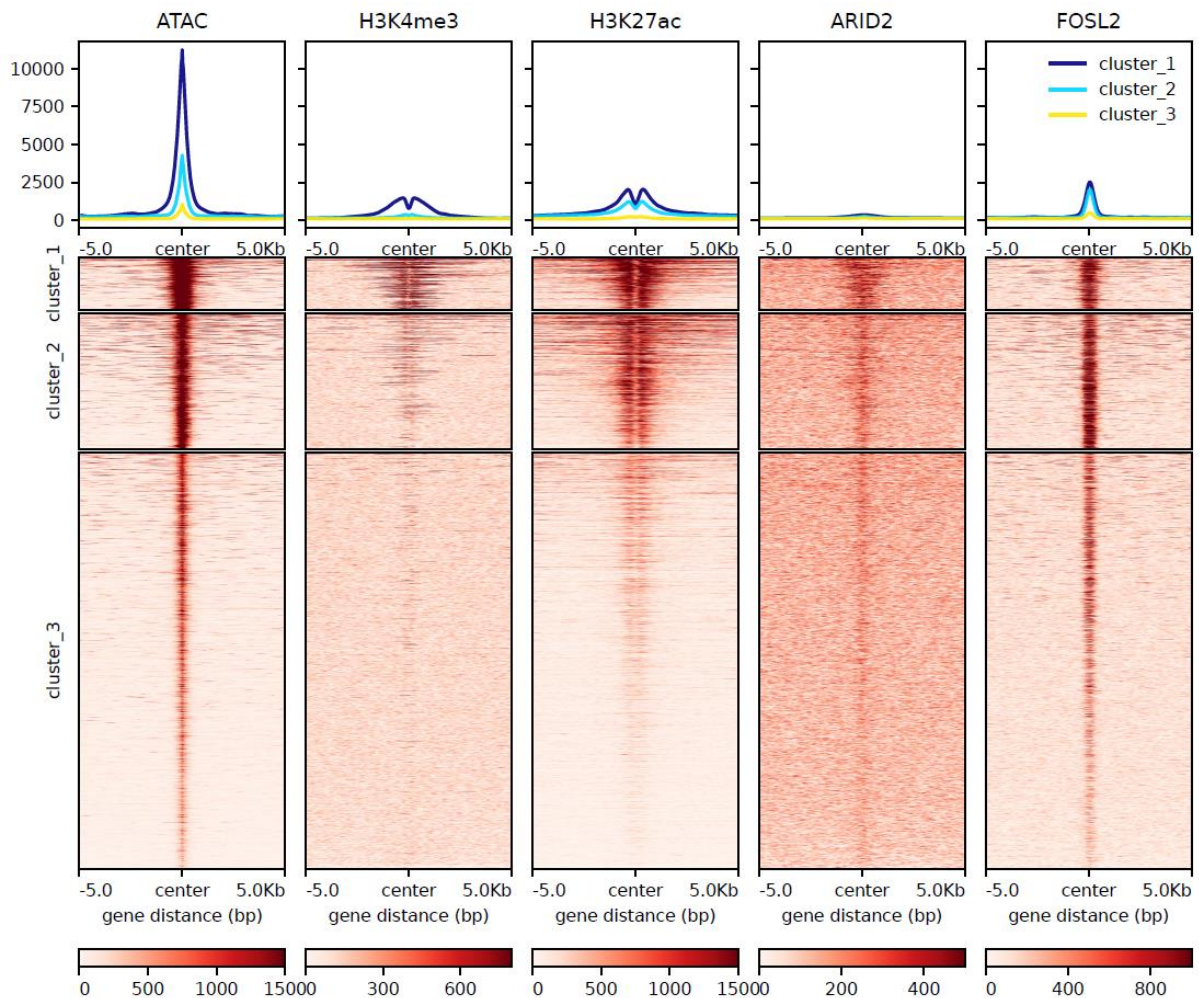 ATAC H3K4me3 H3K27ac ARID2 FOSL2
10000
7500
5000
2500
0
cluster_1
cluster_2
cluster_3
-5.0 center 5.0Kb -5.0 center 5.0Kb -5.0 center 5.0Kb -5.0 center 5.0Kb -5.0 center 5.0Kb
cluster_1
cluster_2
cluster_3
-5.0 center 5.0Kb -5.0 center 5.0Kb -5.0 center 5.0Kb -5.0 center 5.0Kb -5.0 center 5.0Kb
gene distance (bp) gene distance (bp) gene distance (bp) gene distance (bp) gene distance (bp)
0 500 1000 1500 0 300 600 0 500 1000 1500 0 200 400 0 400 800